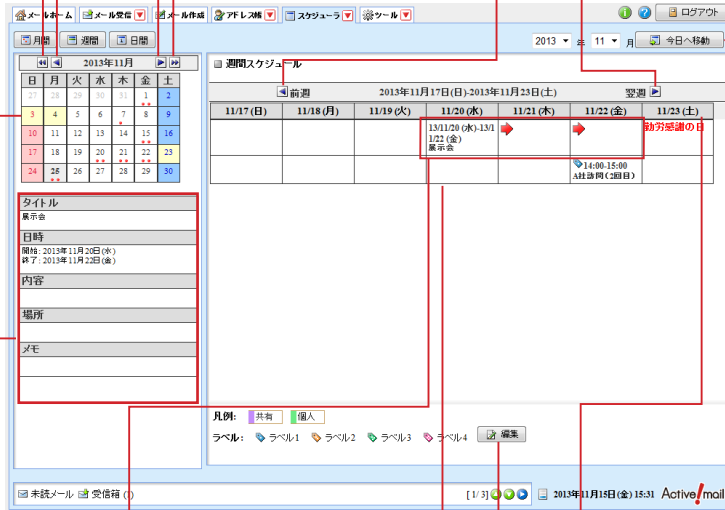 メールホーム メール受信 メール作成 アドレス帳 スケジューラ ツール ログアウト
月間 週間 日間 2013 年 11 月 今日へ移動
2013年11月
日 月 火 水 木 金 土
27 28 29 30 31 1 2
3 4 5 6 7 8 9
10 11 12 13 14 15 16
17 18 19 20 21 22 23
24 25 26 27 28 29 30
タイトル
展示会
日時
開始: 2013年11月20日(水)
終了: 2013年11月22日(金)
内容
場所
メモ
週間スケジュール
前週 2013年11月17日(日)-2013年11月23日(土) 翌週
11/17 (日) 11/18 (月) 11/19 (火) 11/20 (水) 11/21 (木) 11/22 (金) 11/23 (土)
13/11/20 (水)-13/1
1/22 (金)
展示会
勤労感謝の日
14:00-15:00
A社訪問(2回目)
凡例: 共有 個人
ラベル: ラベル1 ラベル2 ラベル3 ラベル4 編集
未読メール 受信箱 [1/3] 2013年11月15日(金) 15:31 Active!mail